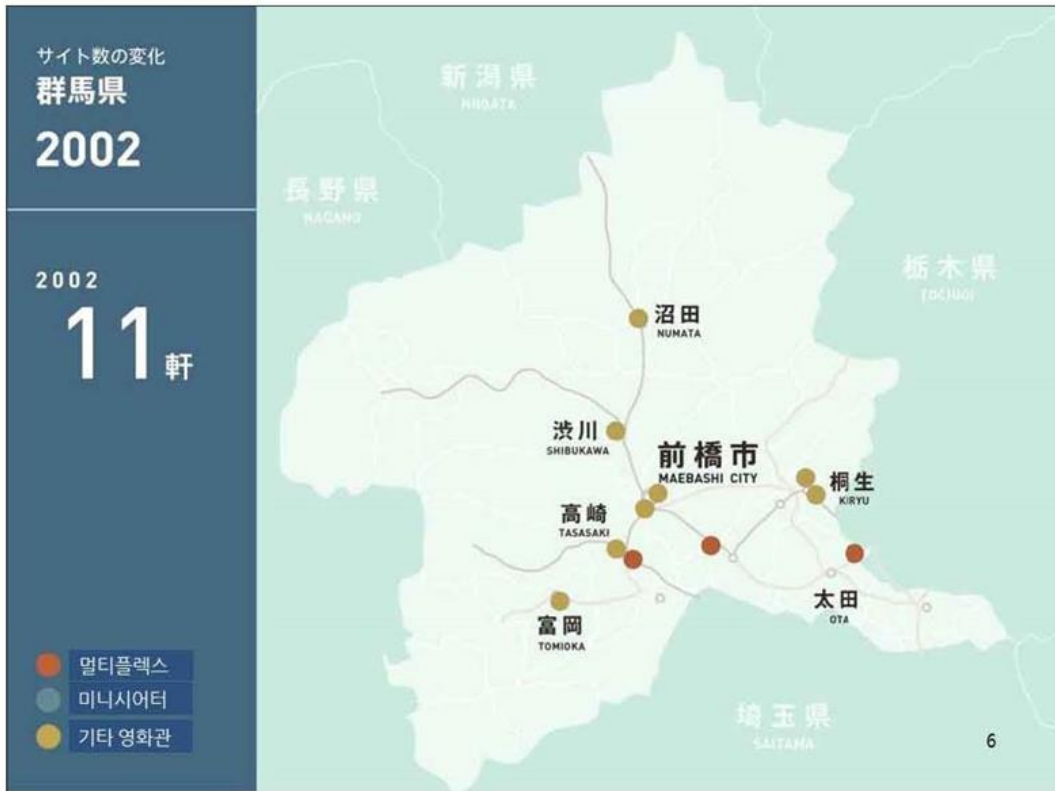 サイト数の変化
群馬県
2002
2002
11軒
멀티플렉스
미니시어터
기타 영화관
新潟県
NIIGATA
長野県
NAGANO
栃木県
TOCHIGI
沼田
NUMATA
渋川
SHIBUKAWA
前橋市
MAEBASHI CITY
桐生
KIRYU
高崎
TASASAKI
太田
OTA
富岡
TOMIOKA
埼玉県
SAITAMA
6